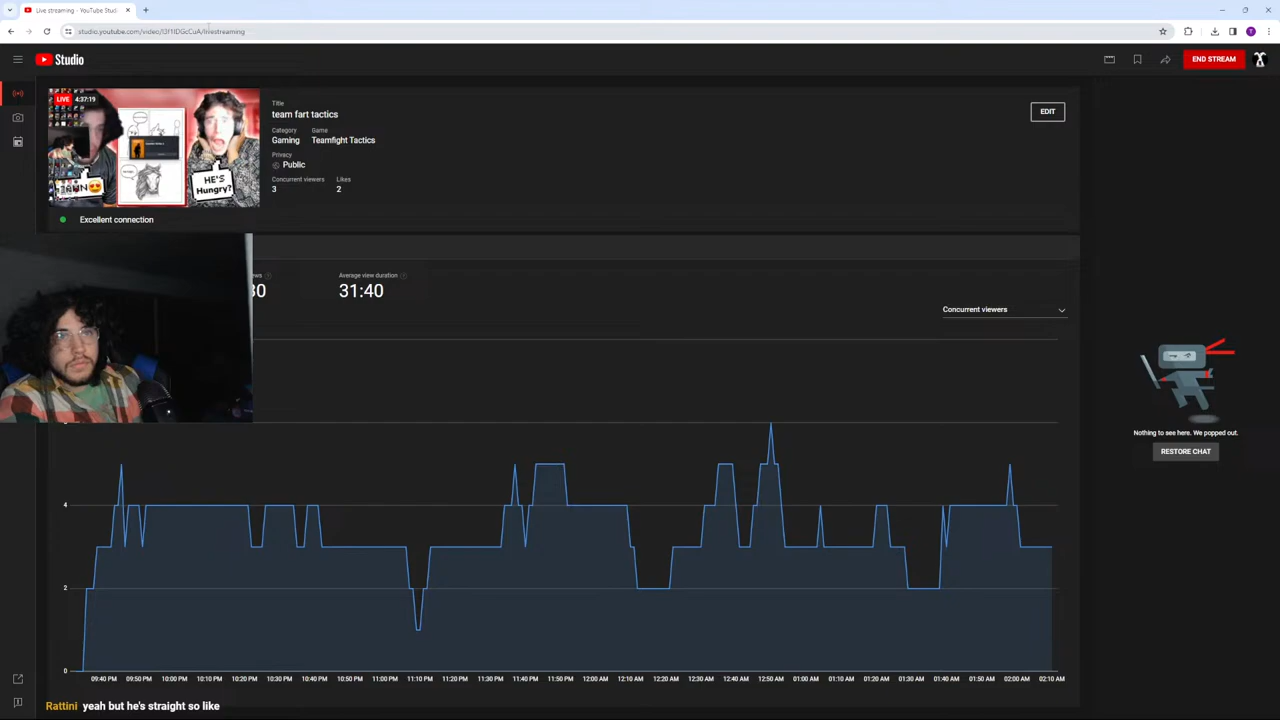 Live streaming - YouTube Studi
studio.youtube.com/video/l3f1IDGcCuA/livestreaming
Studio
END STREAM
LIVE 4:37:19
HE'S
Hungry?
Title
team fart tactics
EDIT
Category Game
Gaming Teamfight Tactics
Privacy
Public
Concurrent viewers Likes
3 2
Excellent connection
Average view duration
31:40
Concurrent viewers
4
2
0
09:40 PM 09:50 PM 10:00 PM 10:10 PM 10:20 PM 10:30 PM 10:40 PM 10:50 PM 11:00 PM 11:10 PM 11:20 PM 11:30 PM 11:40 PM 11:50 PM 12:00 AM 12:10 AM 12:20 AM 12:30 AM 12:40 AM 12:50 AM 01:00 AM 01:10 AM 01:20 AM 01:30 AM 01:40 AM 01:50 AM 02:00 AM 02:10 AM
Nothing to see here. We popped out.
RESTORE CHAT
Rattini yeah but he's straight so like